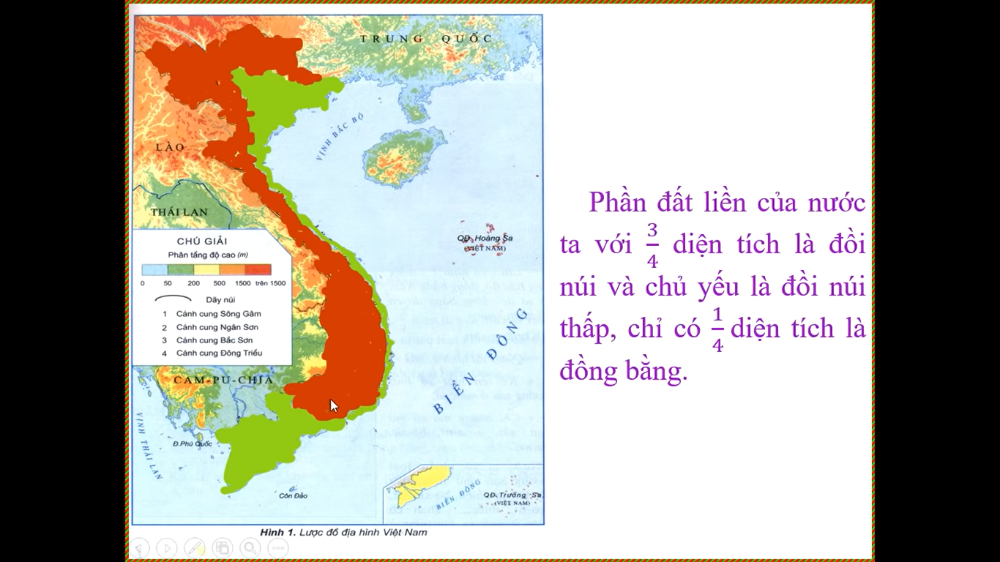 TRUNG QUỐC
VỊNH BẮC BỘ
LÀO
THÁI LAN
QĐ. Hoàng Sa
(VIỆT NAM)
CHÚ GIẢI
Phân tầng độ cao (m)
0 50 200 500 1500 trên 1500
Dãy núi
1 Cánh cung Sông Gâm
2 Cánh cung Ngân Sơn
3 Cánh cung Bắc Sơn
4 Cánh cung Đông Triều
BIỂN ĐÔNG
CAM-PU-CHIA
VỊNH THÁI LAN
Đ.Phú Quốc
Côn Đảo
BIỂN ĐÔNG
QĐ. Trường Sa
(VIỆT NAM)
Hình 1. Lược đồ địa hình Việt Nam
Phần đất liền của nước
ta với 3/4 diện tích là đồi
núi và chủ yếu là đồi núi
thấp, chỉ có 1/4 diện tích là
đồng bằng.